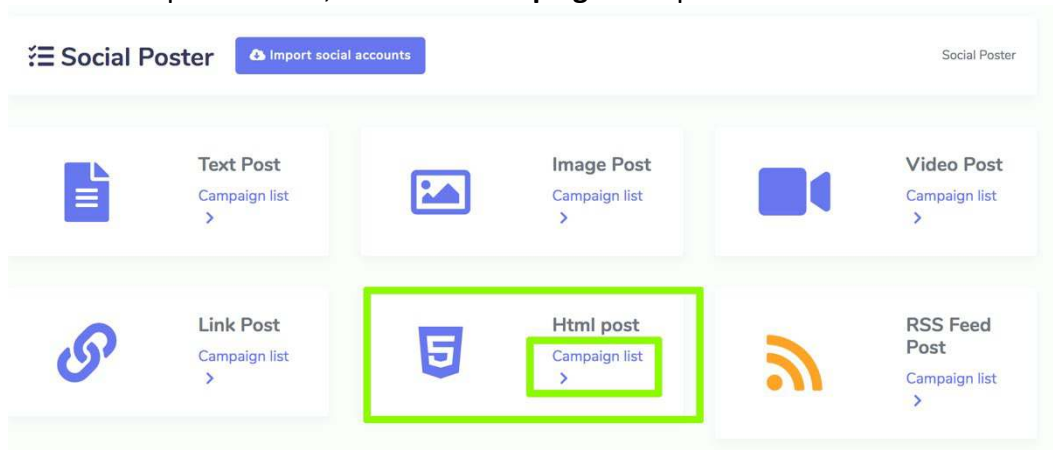 Social Poster
Import social accounts
Social Poster
Text Post
Campaign list
Image Post
Campaign list
Video Post
Campaign list
Link Post
Campaign list
Html post
Campaign list
RSS Feed
Post
Campaign list